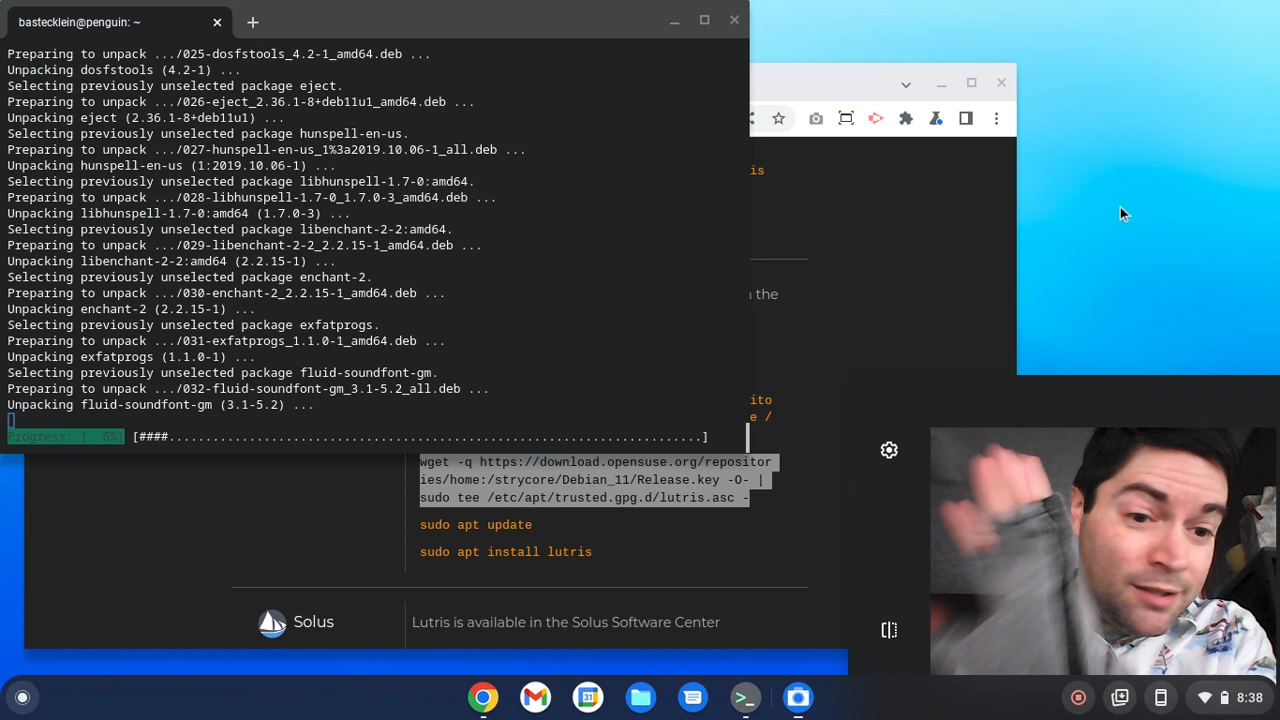 bastecklein@penguin: ~
Preparing to unpack .../025-dosfstools_4.2-1_amd64.deb ...
Unpacking dosfstools (4.2-1) ...
Selecting previously unselected package eject.
Preparing to unpack .../026-eject_2.36.1-8+deb11u1_amd64.deb ...
Unpacking eject (2.36.1-8+deb11u1) ...
Selecting previously unselected package hunspell-en-us.
Preparing to unpack .../027-hunspell-en-us_1%3a2019.10.06-1_all.deb ...
Unpacking hunspell-en-us (1:2019.10.06-1) ...
Selecting previously unselected package libhunspell-1.7-0:amd64.
Preparing to unpack .../028-libhunspell-1.7-0_1.7.0-3_amd64.deb ...
Unpacking libhunspell-1.7-0:amd64 (1.7.0-3) ...
Selecting previously unselected package libenchant-2-2:amd64.
Preparing to unpack .../029-libenchant-2-2_2.2.15-1_amd64.deb ...
Unpacking libenchant-2-2:amd64 (2.2.15-1) ...
Selecting previously unselected package enchant-2.
Preparing to unpack .../030-enchant-2_2.2.15-1_amd64.deb ...
Unpacking enchant-2 (2.2.15-1) ...
Selecting previously unselected package exfatprogs.
Preparing to unpack .../031-exfatprogs_1.1.0-1_amd64.deb ...
Unpacking exfatprogs (1.1.0-1) ...
Selecting previously unselected package fluid-soundfont-gm.
Preparing to unpack .../032-fluid-soundfont-gm_3.1-5.2_all.deb ...
Unpacking fluid-soundfont-gm (3.1-5.2) ...
Progress: [  6%] [####..................................................................]
is
the
ito
e /
wget -q https://download.opensuse.org/repositor
ies/home:/strycore/Debian_11/Release.key -O- |
sudo tee /etc/apt/trusted.gpg.d/lutris.asc -
sudo apt update
sudo apt install lutris
Solus
Lutris is available in the Solus Software Center
31
8:38